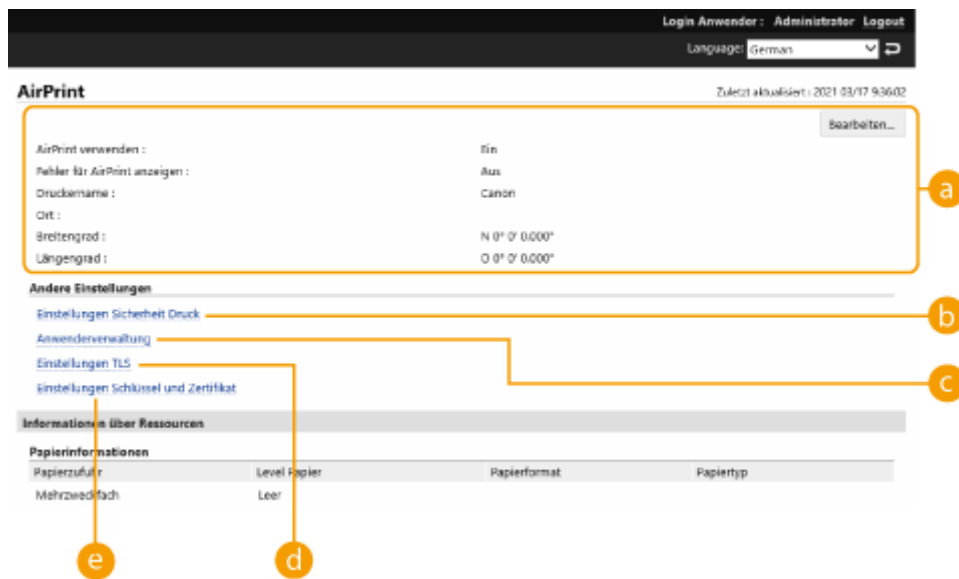 Login Anwender : Administrator Logout
Language: German
AirPrint
Zuletzt aktualisiert : 2021 03/17 9:36:02
Bearbeiten...
AirPrint verwenden : Ein
Fehler für AirPrint anzeigen : Aus
Druckername : Canon
Ort :
Breitengrad : N 0° 0' 0.000"
Längengrad : O 0° 0' 0.000"
a
Andere Einstellungen
Einstellungen Sicherheit Druck
b
Anwenderverwaltung
Einstellungen TLS
c
Einstellungen Schlüssel und Zertifikat
Informationen über Ressourcen
Papierinformationen
Papierzufuhr Level Papier Papierformat Papiertyp
Mehrzweckfach Leer
e d